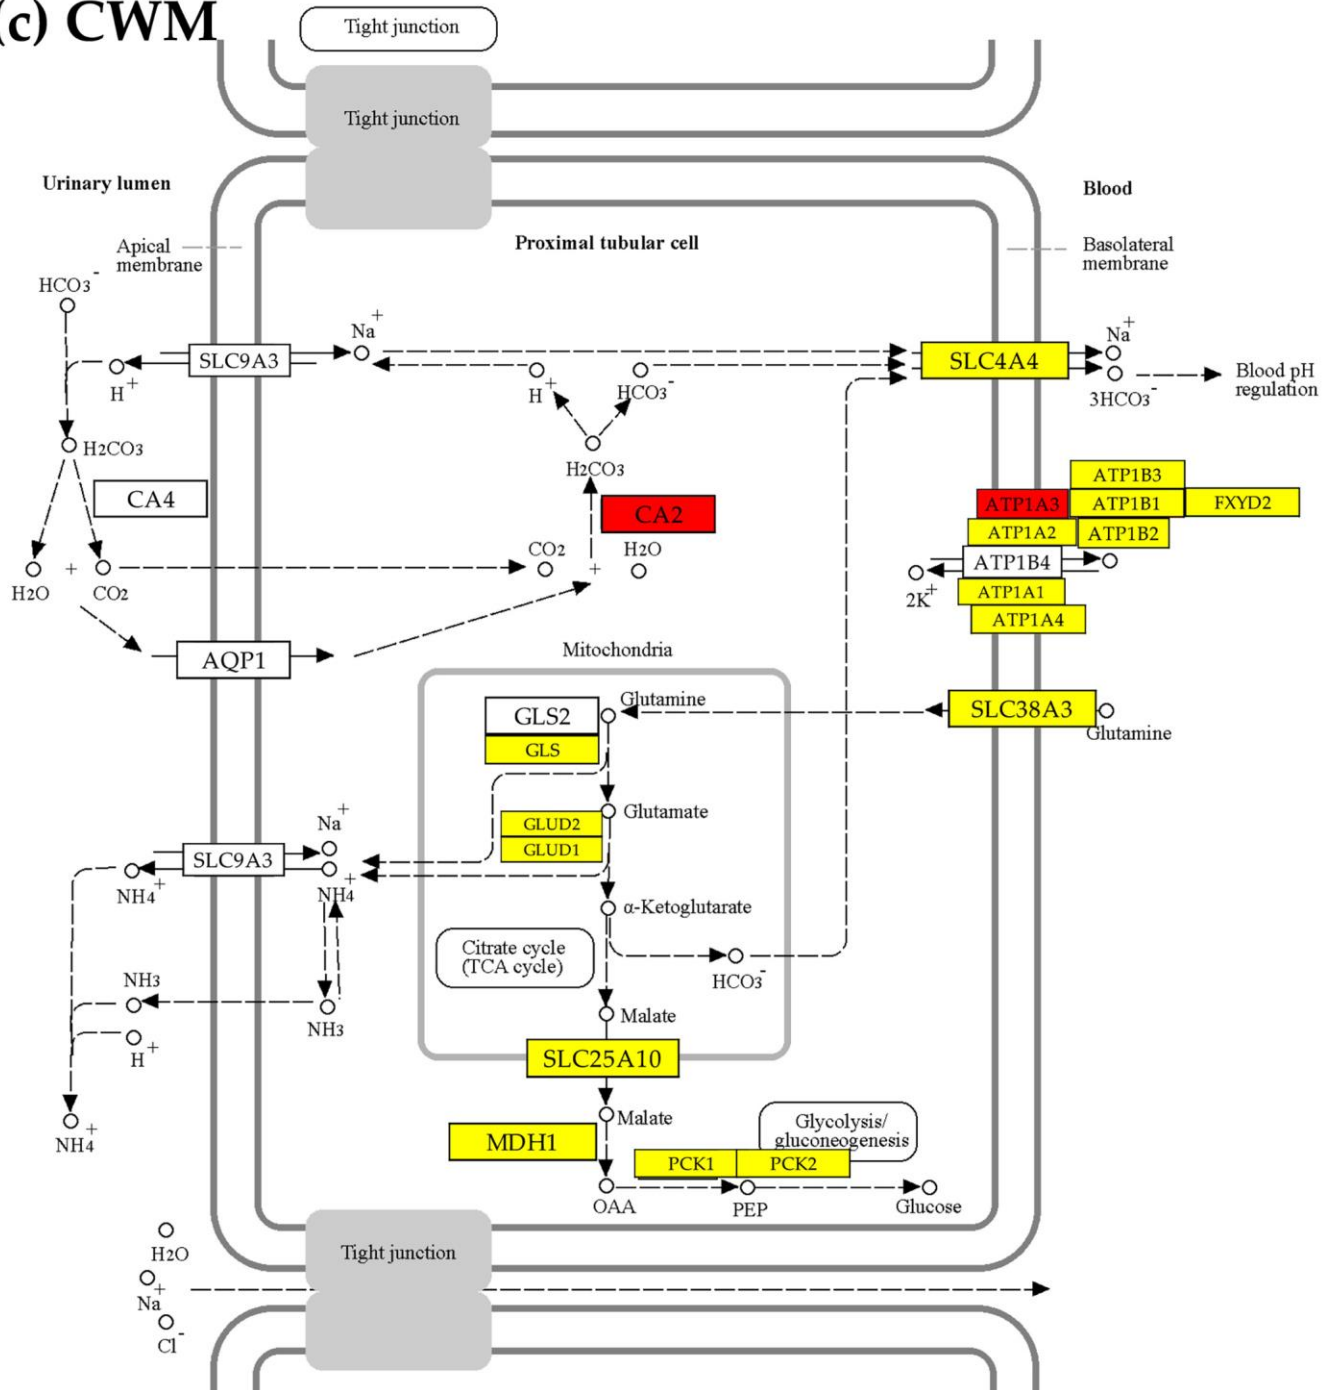 (c) CWM
Tight junction
Tight junction
Urinary lumen
Blood
Apical
membrane
Proximal tubular cell
Basolateral
membrane
HCO3-
Na+
Na+
SLC9A3
SLC4A4
H+
H+
HCO3-
3HCO3-
Blood pH
regulation
H2CO3
H2CO3
CA4
CA2
ATP1B3
ATP1A3
ATP1B1
FXYD2
ATP1A2
ATP1B2
CO2
H2O
ATP1B4
H2O
+
CO2
+
2K+
ATP1A1
ATP1A4
AQP1
Mitochondria
Glutamine
GLS2
SLC38A3
Glutamine
GLS
Na+
Glutamate
GLUD2
GLUD1
SLC9A3
NH4+
NH4+
α-Ketoglutarate
Citrate cycle
(TCA cycle)
HCO3-
NH3
NH3
Malate
H+
SLC25A10
Malate
NH4+
MDH1
Glycolysis/
gluconeogenesis
PCK1
PCK2
OAA
PEP
Glucose
H2O
Tight junction
Na+
Cl-